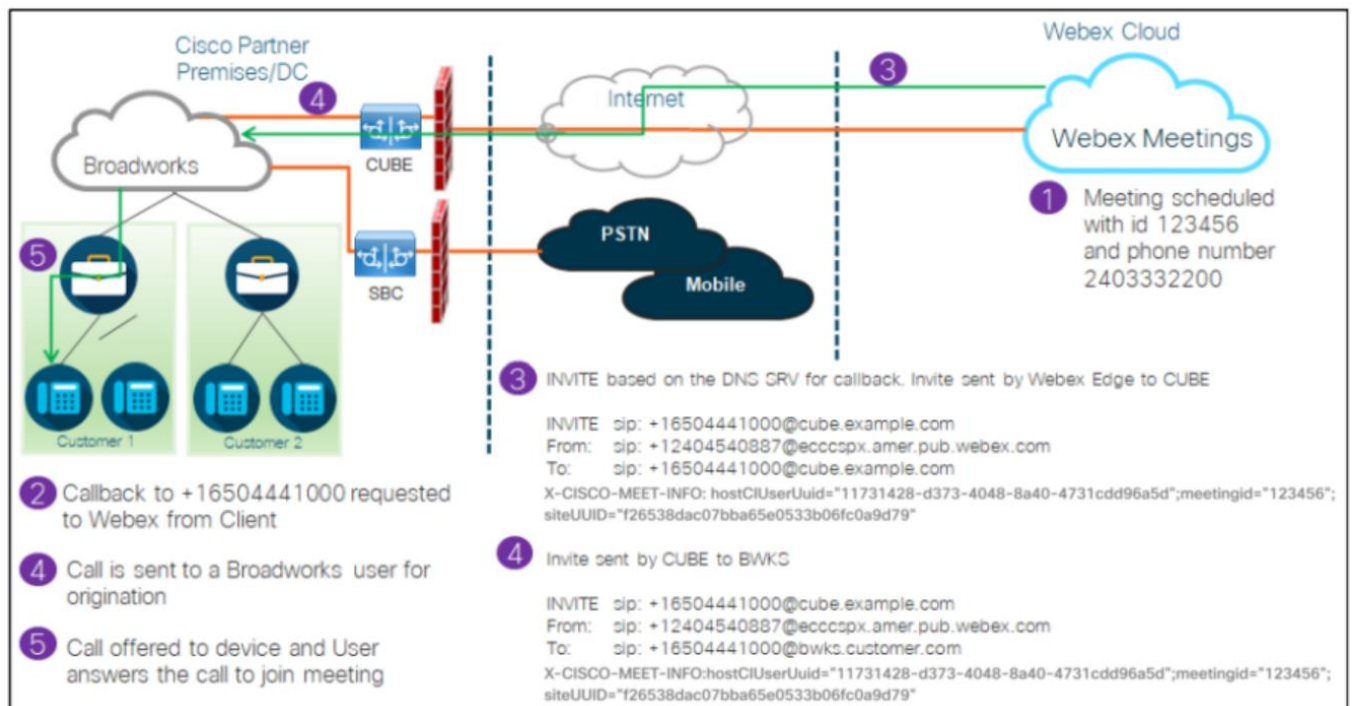 Cisco Partner
Premises/DC
Webex Cloud
4
3
Internet
Broadworks
CUBE
Webex Meetings
1 Meeting scheduled
with id 123456
and phone number
2403332200
5
PSTN
Mobile
SBC
Customer 1
Customer 2
3 INVITE based on the DNS SRV for callback. Invite sent by Webex Edge to CUBE
INVITE sip: +16504441000@cube.example.com
From: sip: +12404540887@ecccspx.amer.pub.webex.com
To: sip: +16504441000@cube.example.com
X-CISCO-MEET-INFO: hostCIUserUuid="11731428-d373-4048-8a40-4731cdd96a5d";meetingid="123456";
siteUUID="f26538dac07bba65e0533b06fc0a9d79"
2 Callback to +16504441000 requested
to Webex from Client
4 Call is sent to a Broadworks user for
origination
5 Call offered to device and User
answers the call to join meeting
4 Invite sent by CUBE to BWKS
INVITE sip: +16504441000@cube.example.com
From: sip: +12404540887@ecccspx.amer.pub.webex.com
To: sip: +16504441000@bwks.customer.com
X-CISCO-MEET-INFO:hostCIUserUuid="11731428-d373-4048-8a40-4731cdd96a5d";meetingid="123456";
siteUUID="f26538dac07bba65e0533b06fc0a9d79"